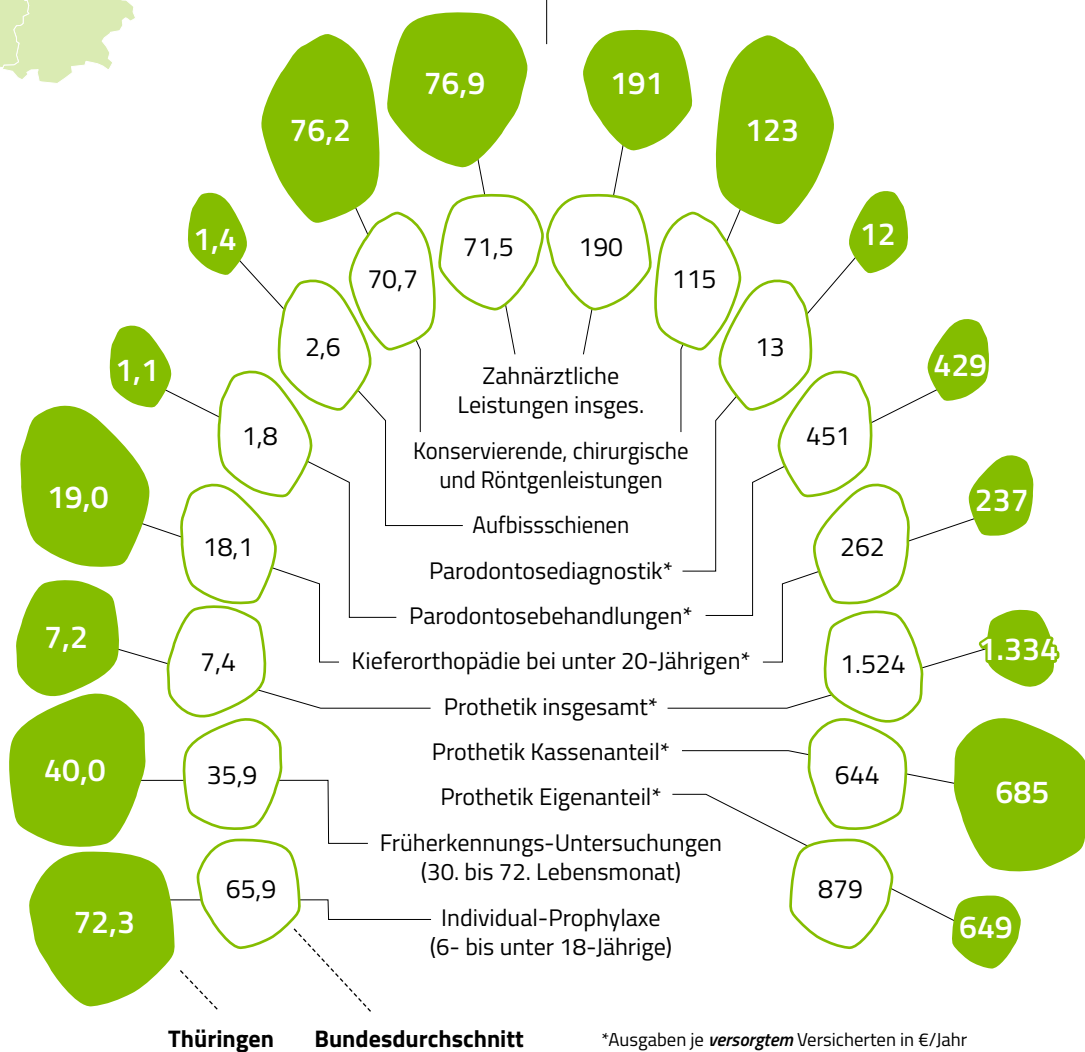 76,9
191
76,2
123
1,4
71,5
190
12
70,7
115
2,6
13
1,1
Zahnärztliche
Leistungen insges.
429
1,8
451
Konservierende, chirurgische
und Röntgenleistungen
19,0
237
Aufbissschienen
18,1
262
Parodontosediagnostik*
Parodontosebehandlungen*
7,2
7,4
Kieferorthopädie bei unter 20-Jährigen*
1.524
1.334
Prothetik insgesamt*
Prothetik Kassenanteil*
40,0
35,9
644
685
Prothetik Eigenanteil*
Früherkennungs-Untersuchungen
(30. bis 72. Lebensmonat)
72,3
65,9
879
649
Individual-Prophylaxe
(6- bis unter 18-Jährige)
Thüringen
Bundesdurchschnitt
*Ausgaben je versorgtem Versicherten in €/Jahr